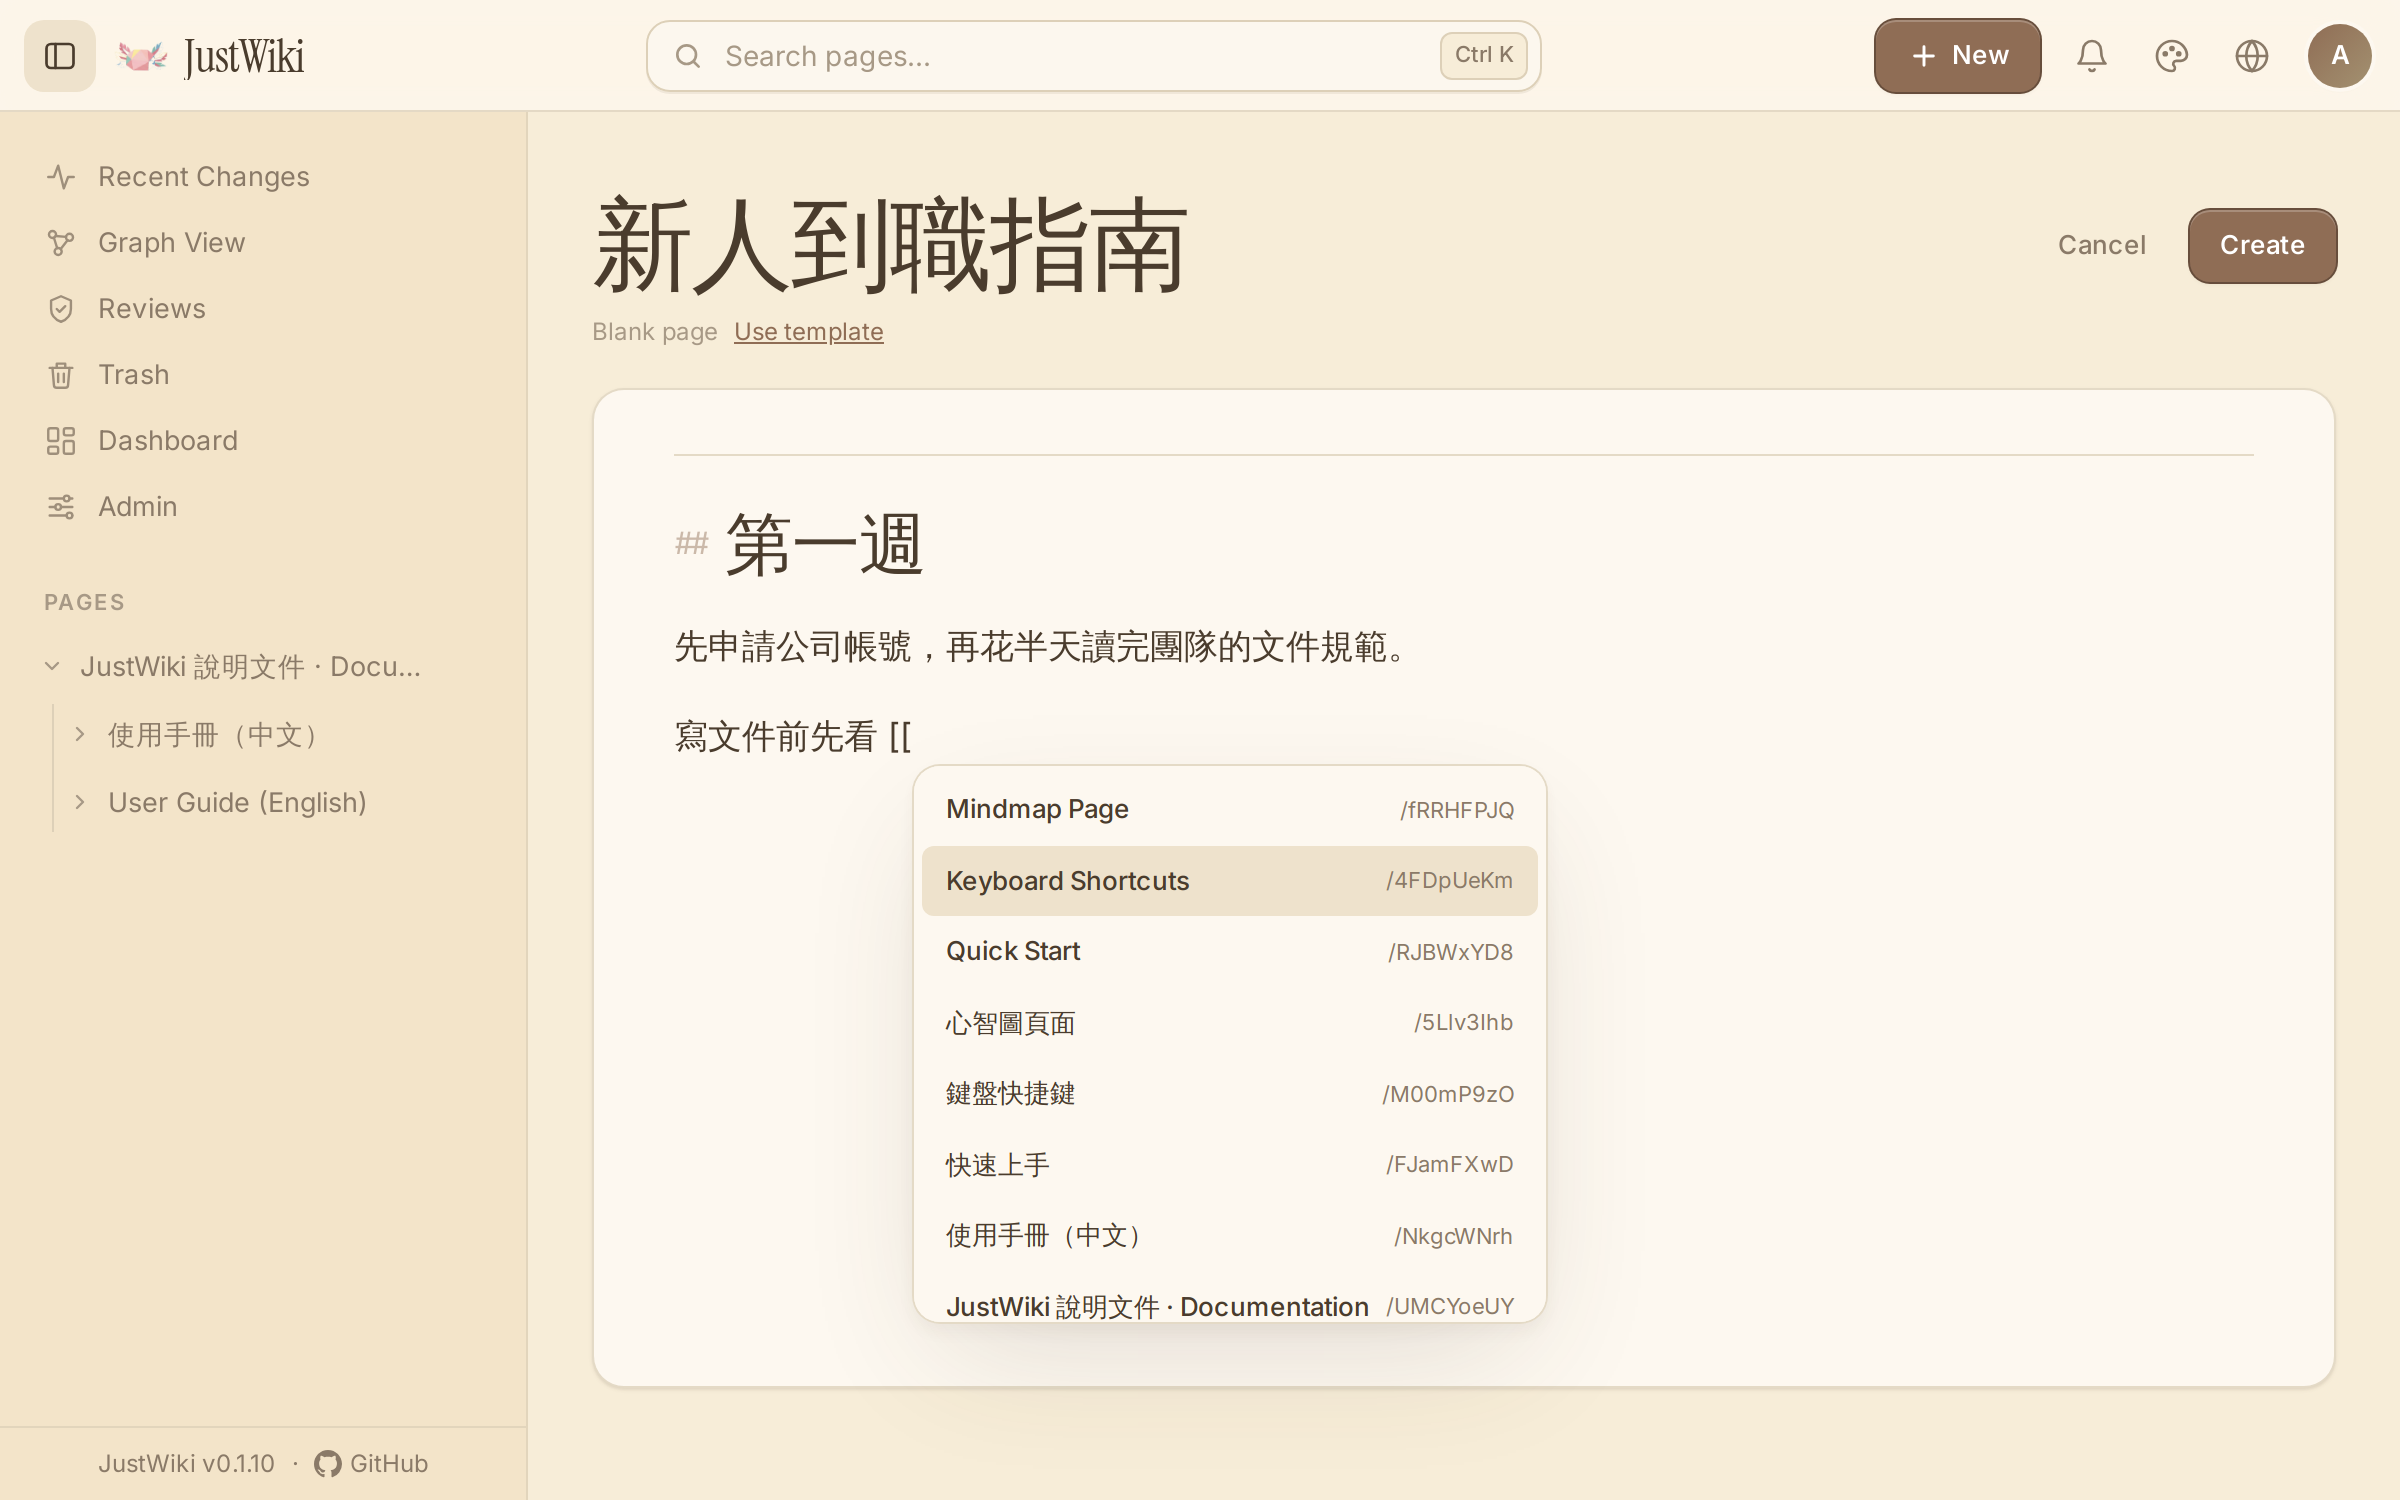 JustWiki
Search pages...
Ctrl K
New
A
Recent Changes
Graph View
Reviews
Trash
Dashboard
Admin
PAGES
JustWiki 說明文件 · Docu...
使用手冊（中文）
User Guide (English)
JustWiki v0.1.10 · GitHub
新人到職指南
Cancel
Create
Blank page Use template
## 第一週
先申請公司帳號，再花半天讀完團隊的文件規範。
寫文件前先看 [[
Mindmap Page /fRRHFPJQ
Keyboard Shortcuts /4FDpUeKm
Quick Start /RJBWxYD8
心智圖頁面 /5Llv3Ihb
鍵盤快捷鍵 /M00mP9zO
快速上手 /FJamFXwD
使用手冊（中文） /NkgcWNrh
JustWiki 說明文件 · Documentation /UMCYoeUY